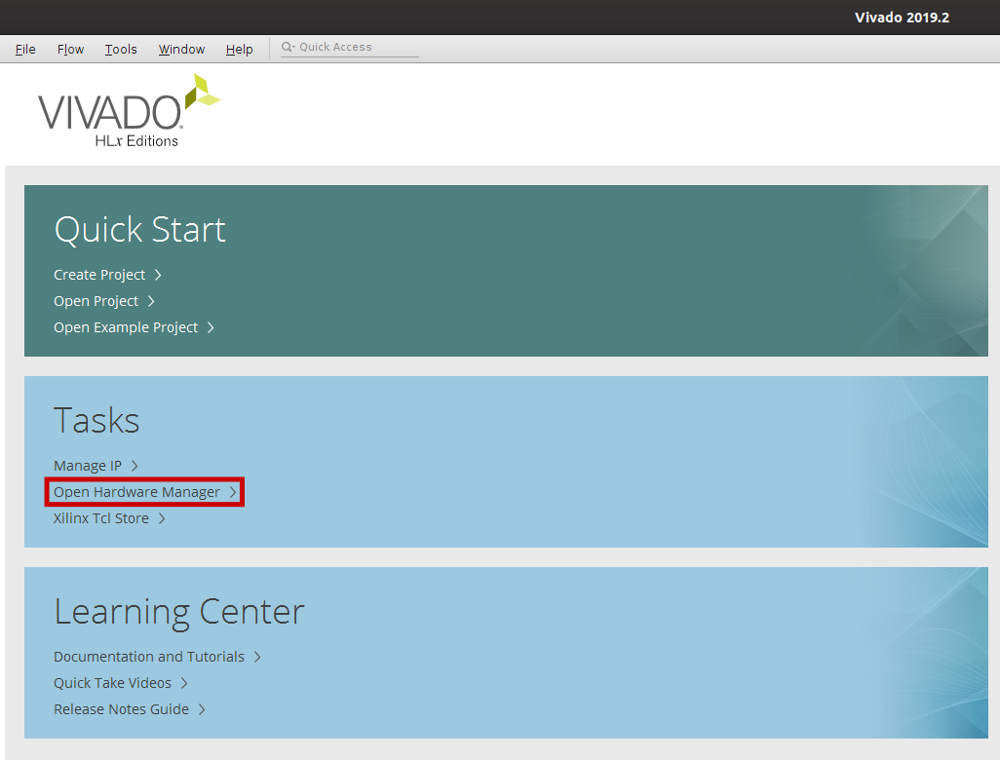 Vivado 2019.2
File Flow Tools Window Help Quick Access
VIVADO.
HLx Editions
Quick Start
Create Project
Open Project
Open Example Project
Tasks
Manage IP
Open Hardware Manager
Xilinx Tcl Store
Learning Center
Documentation and Tutorials
Quick Take Videos
Release Notes Guide